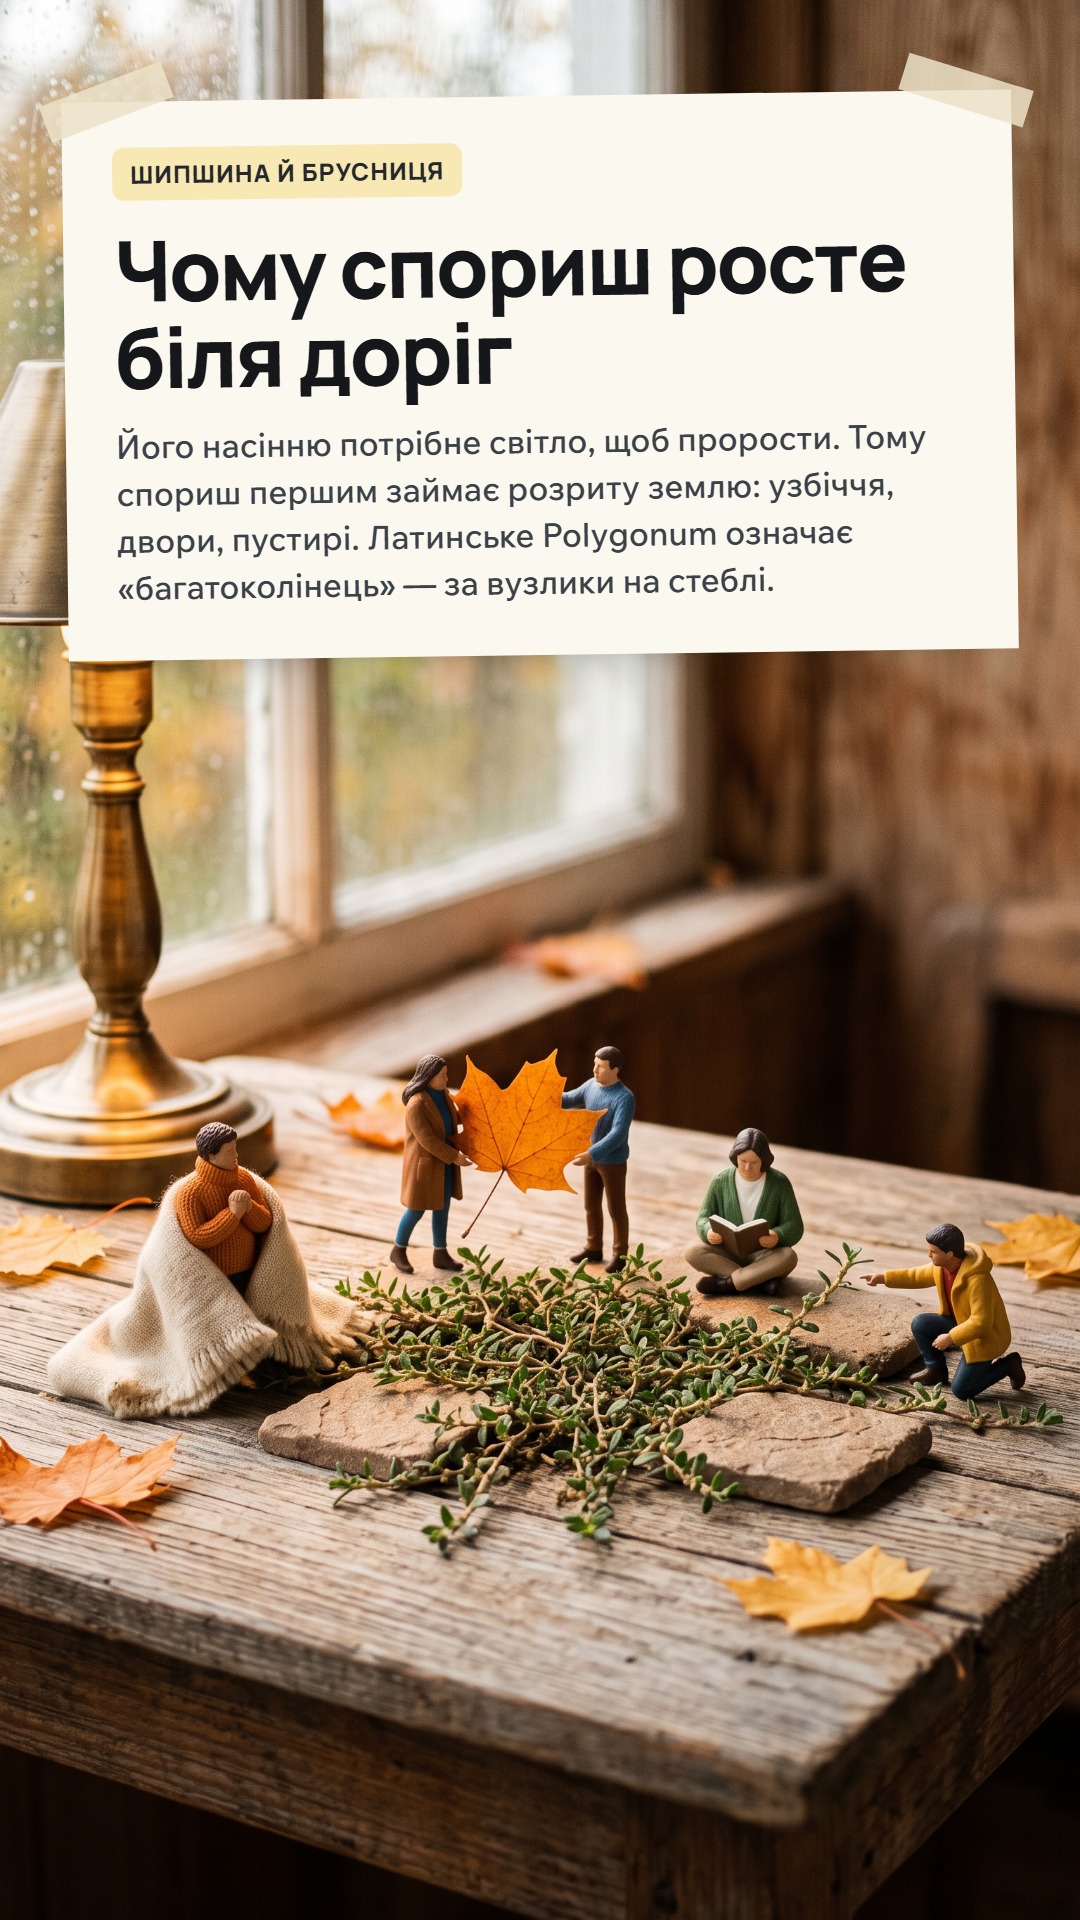 ШИПШИНА Й БРУСНИЦЯ
Чому спориш росте
біля доріг
Його насінню потрібне світло, щоб прорости. Тому
спориш першим займає розриту землю: узбіччя,
двори, пустирі. Латинське Polygonum означає
«багатоколінець» — за вузлики на стеблі.